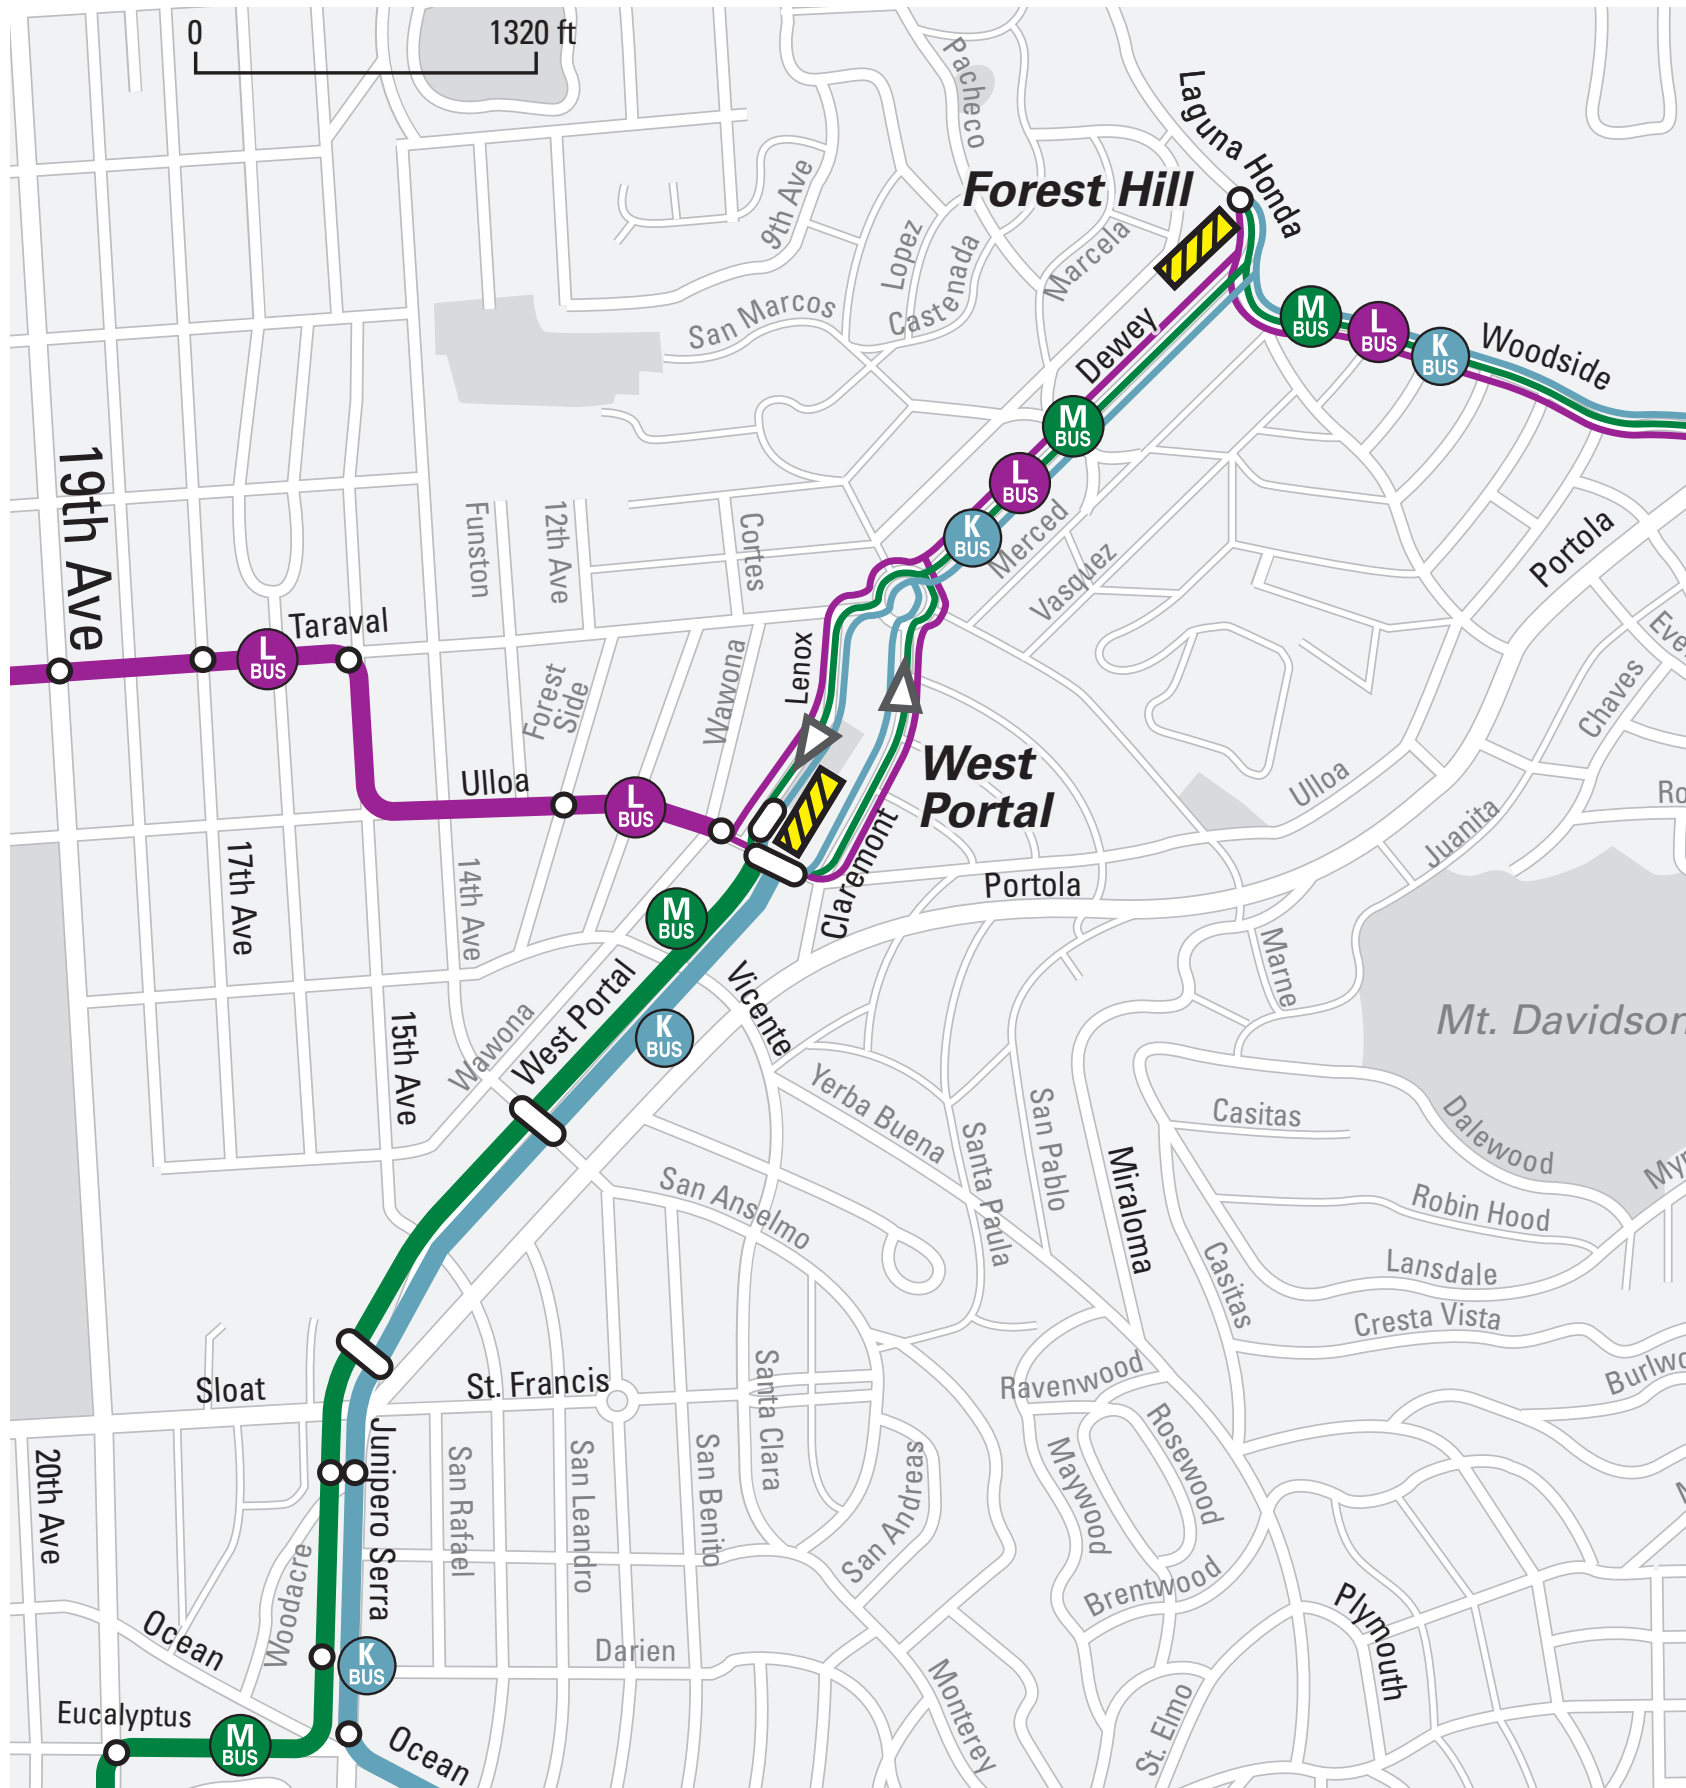 0
1320 ft
Pacheco
Laguna Honda
Forest Hill
9th Ave
Lopez
Castenada
Marcela
San Marcos
Dewey
M
BUS
L
BUS
K
BUS
Woodside
M
BUS
L
BUS
K
BUS
19th Ave
Funston
12th Ave
Cortes
Merced
Vasquez
Portola
Taraval
L
BUS
Forest
Side
Wawona
Lenox
Chaves
West
Portal
Ulloa
L
BUS
Ulloa
Juanita
Claremont
Portola
17th Ave
14th Ave
M
BUS
Marne
Vicente
West Portal
Wawona
K
BUS
15th Ave
Mt. Davidson
Yerba Buena
San Pablo
Santa Paula
Miraloma
Casitas
Dalewood
Robin Hood
Lansdale
Casitas
Cresta Vista
San Anselmo
Sloat
St. Francis
Santa Clara
Ravenwood
Rosewood
Maywood
Brentwood
San Andreas
20th Ave
Junipero Serra
San Rafael
San Leandro
San Benito
Woodacre
Ocean
K
BUS
Darien
Plymouth
Monterey
St. Elmo
Eucalyptus
M
BUS
Ocean